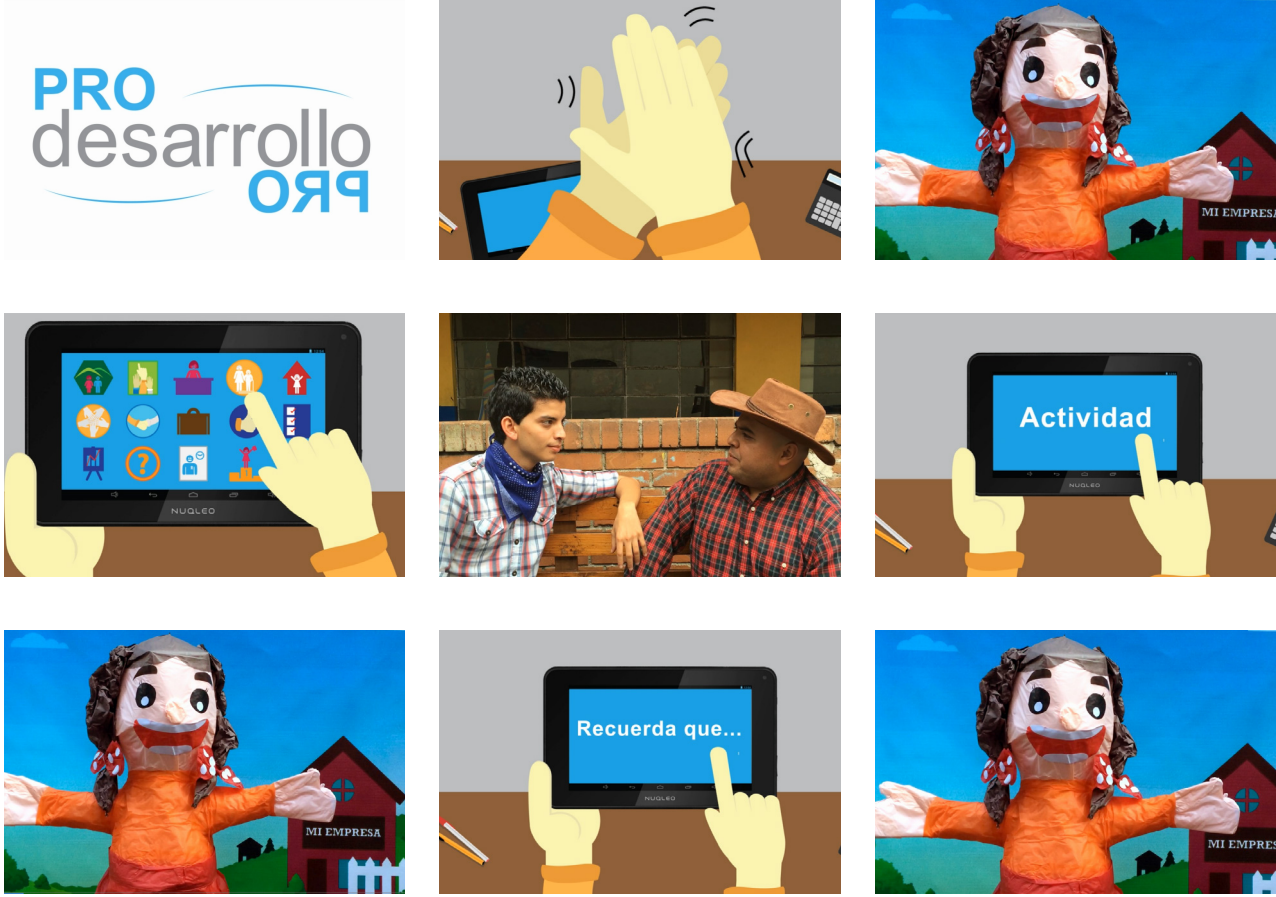 PRO
desarrollo
PRO
MI EMPRESA
NUQLEO
Actividad
NUQLEO
MI EMPRESA
Recuerda que...
NUQLEO
MI EMPRES